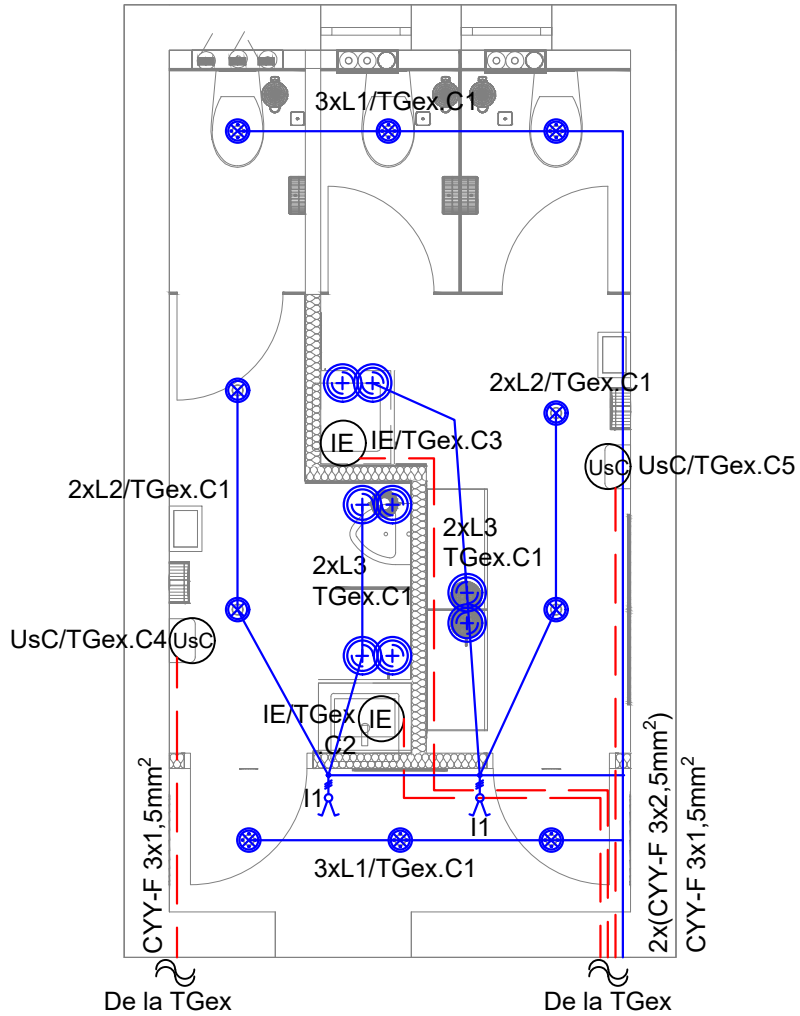 3xL1/TGex.C1
2xL2/TGex.C1
IE
IE/TGex.C3
UsC
UsC/TGex.C5
2xL2/TGex.C1
2xL3
TGex.C1
2xL3
TGex.C1
UsC/TGex.C4
UsC
IE/TGex
.C2
IE
I1
I1
3xL1/TGex.C1
CYY-F 3x1,5mm²
2x(CYY-F 3x2,5mm²)
CYY-F 3x1,5mm²
De la TGex
De la TGex